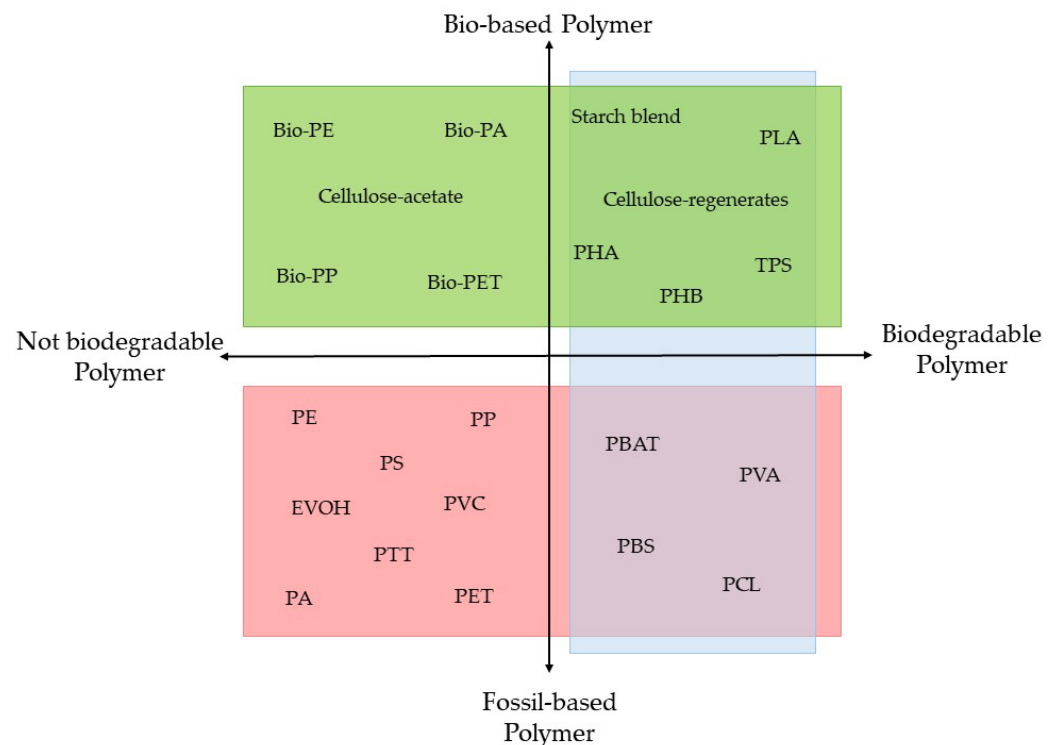 Bio-based Polymer
Bio-PE
Bio-PA
Starch blend
PLA
Cellulose-acetate
Cellulose-regenerates
Bio-PP
Bio-PET
PHA
TPS
PHB
Not biodegradable
Polymer
Biodegradable
Polymer
PE
PP
PS
EVOH
PVC
PTT
PA
PET
PBAT
PVA
PBS
PCL
Fossil-based
Polymer